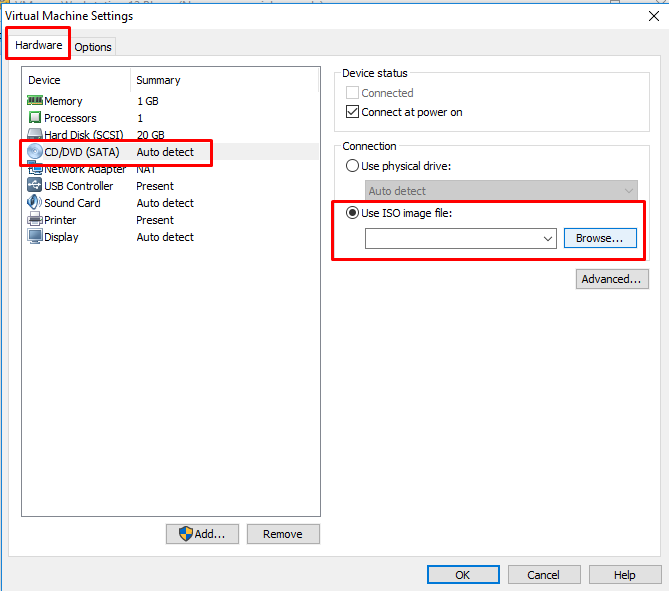 Virtual Machine Settings
Hardware Options
Device Summary
Memory 1 GB
Processors 1
Hard Disk (SCSI) 20 GB
CD/DVD (SATA) Auto detect
Network Adapter NAT
USB Controller Present
Sound Card Auto detect
Printer Present
Display Auto detect
Add... Remove
Device status
Connected
Connect at power on
Connection
Use physical drive:
Auto detect
Use ISO image file:
Browse...
Advanced...
OK Cancel Help